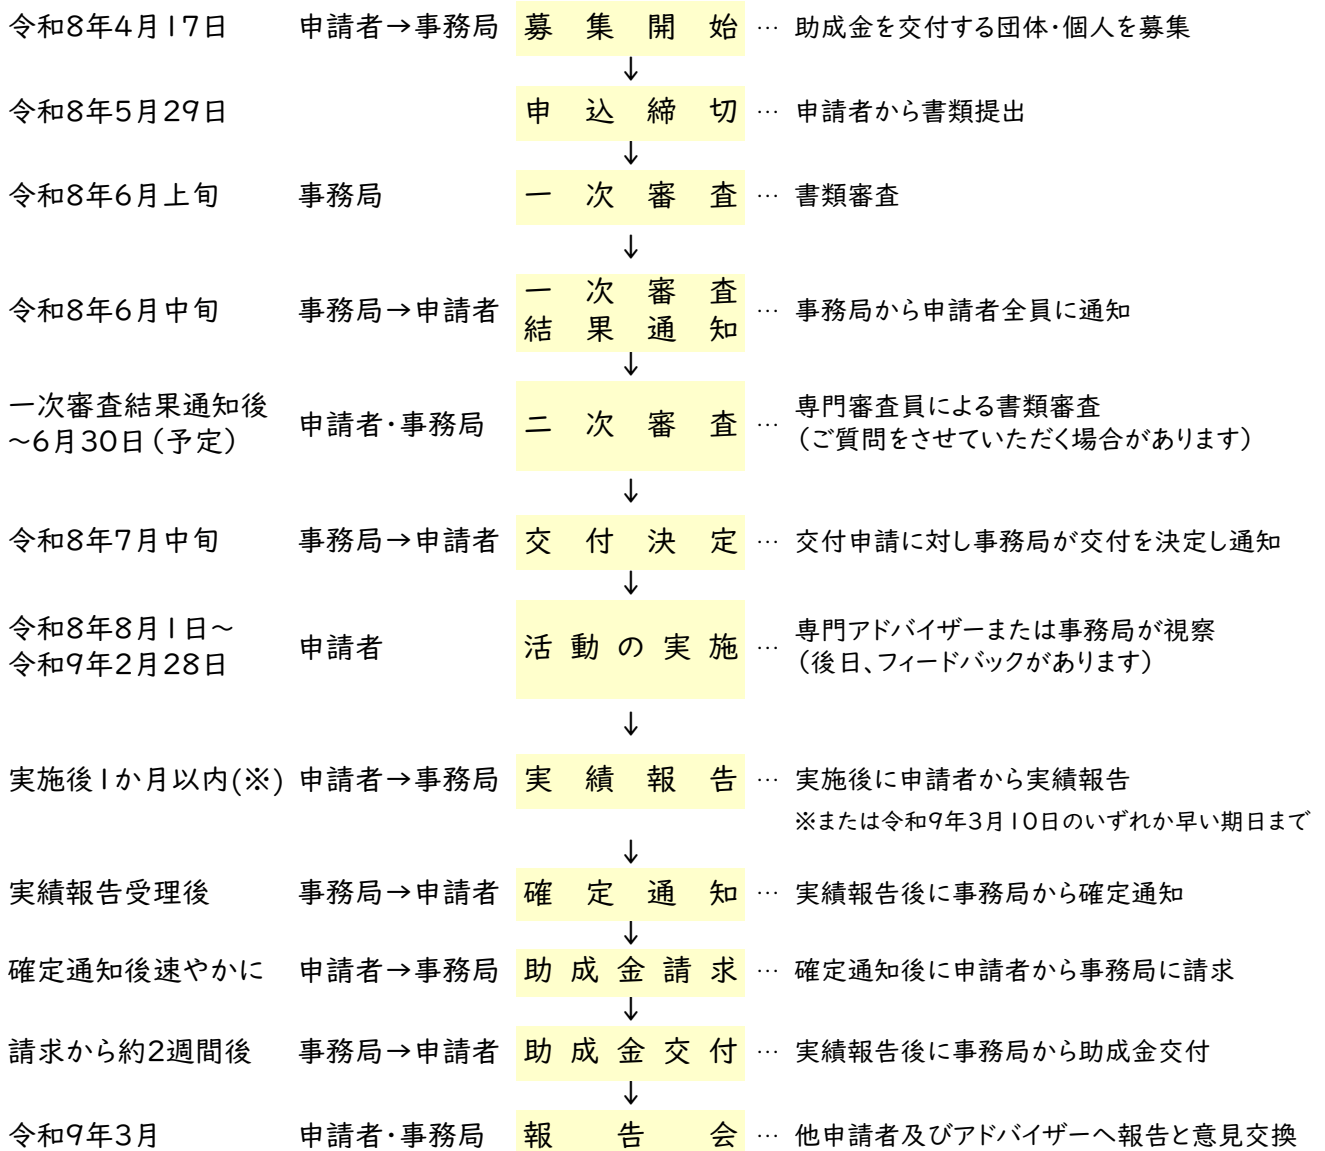 令和8年4月17日 申請者→事務局 募集開始 … 助成金を交付する団体・個人を募集
↓
令和8年5月29日 申込締切 … 申請者から書類提出
↓
令和8年6月上旬 事務局 一次審査 … 書類審査
↓
令和8年6月中旬 事務局→申請者 一次審査
結果通知 … 事務局から申請者全員に通知
↓
一次審査結果通知後
～6月30日（予定） 申請者・事務局 二次審査 … 専門審査員による書類審査
（ご質問をさせていただく場合があります）
↓
令和8年7月中旬 事務局→申請者 交付決定 … 交付申請に対し事務局が交付を決定し通知
↓
令和8年8月1日～
令和9年2月28日 申請者 活動の実施 … 専門アドバイザーまたは事務局が視察
（後日、フィードバックがあります）
↓
実施後1か月以内(※) 申請者→事務局 実績報告 … 実施後に申請者から実績報告
※または令和9年3月10日のいずれか早い期日まで
↓
実績報告受理後 事務局→申請者 確定通知 … 実績報告後に事務局から確定通知
↓
確定通知後速やかに 申請者→事務局 助成金請求 … 確定通知後に申請者から事務局に請求
↓
請求から約2週間後 事務局→申請者 助成金交付 … 実績報告後に事務局から助成金交付
↓
令和9年3月 申請者・事務局 報告会 … 他申請者及びアドバイザーへ報告と意見交換